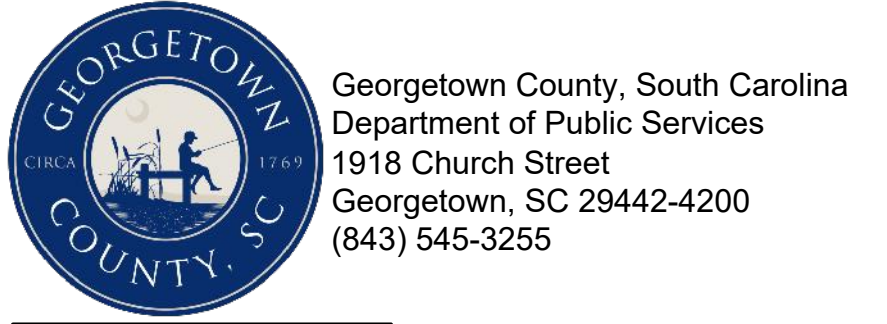 GEORGETOWN
CIRCA 1769
COUNTY, SC
Georgetown County, South Carolina
Department of Public Services
1918 Church Street
Georgetown, SC 29442-4200
(843) 545-3255